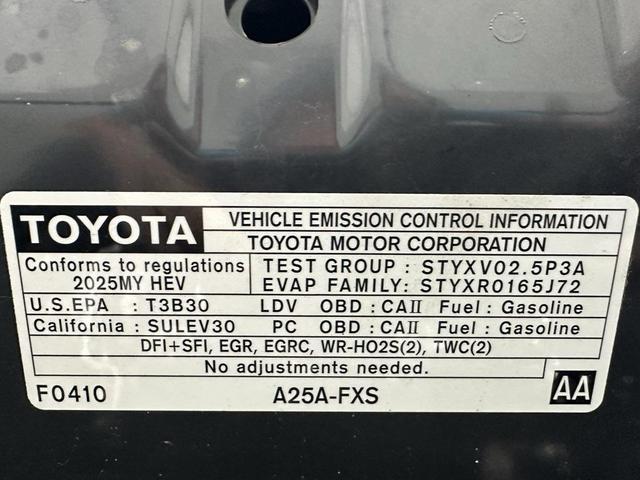 TOYOTA VEHICLE EMISSION CONTROL INFORMATION
TOYOTA MOTOR CORPORATION
Conforms to regulations
2025MY HEV
TEST GROUP : STYXV02.5P3A
EVAP FAMILY: STYXR0165J72
U.S.EPA : T3B30 LDV OBD : CAII Fuel : Gasoline
California : SULEV30 PC OBD : CAII Fuel : Gasoline
DFI+SFI, EGR, EGRC, WR-HO2S(2), TWC(2)
No adjustments needed.
F0410 A25A-FXS AA